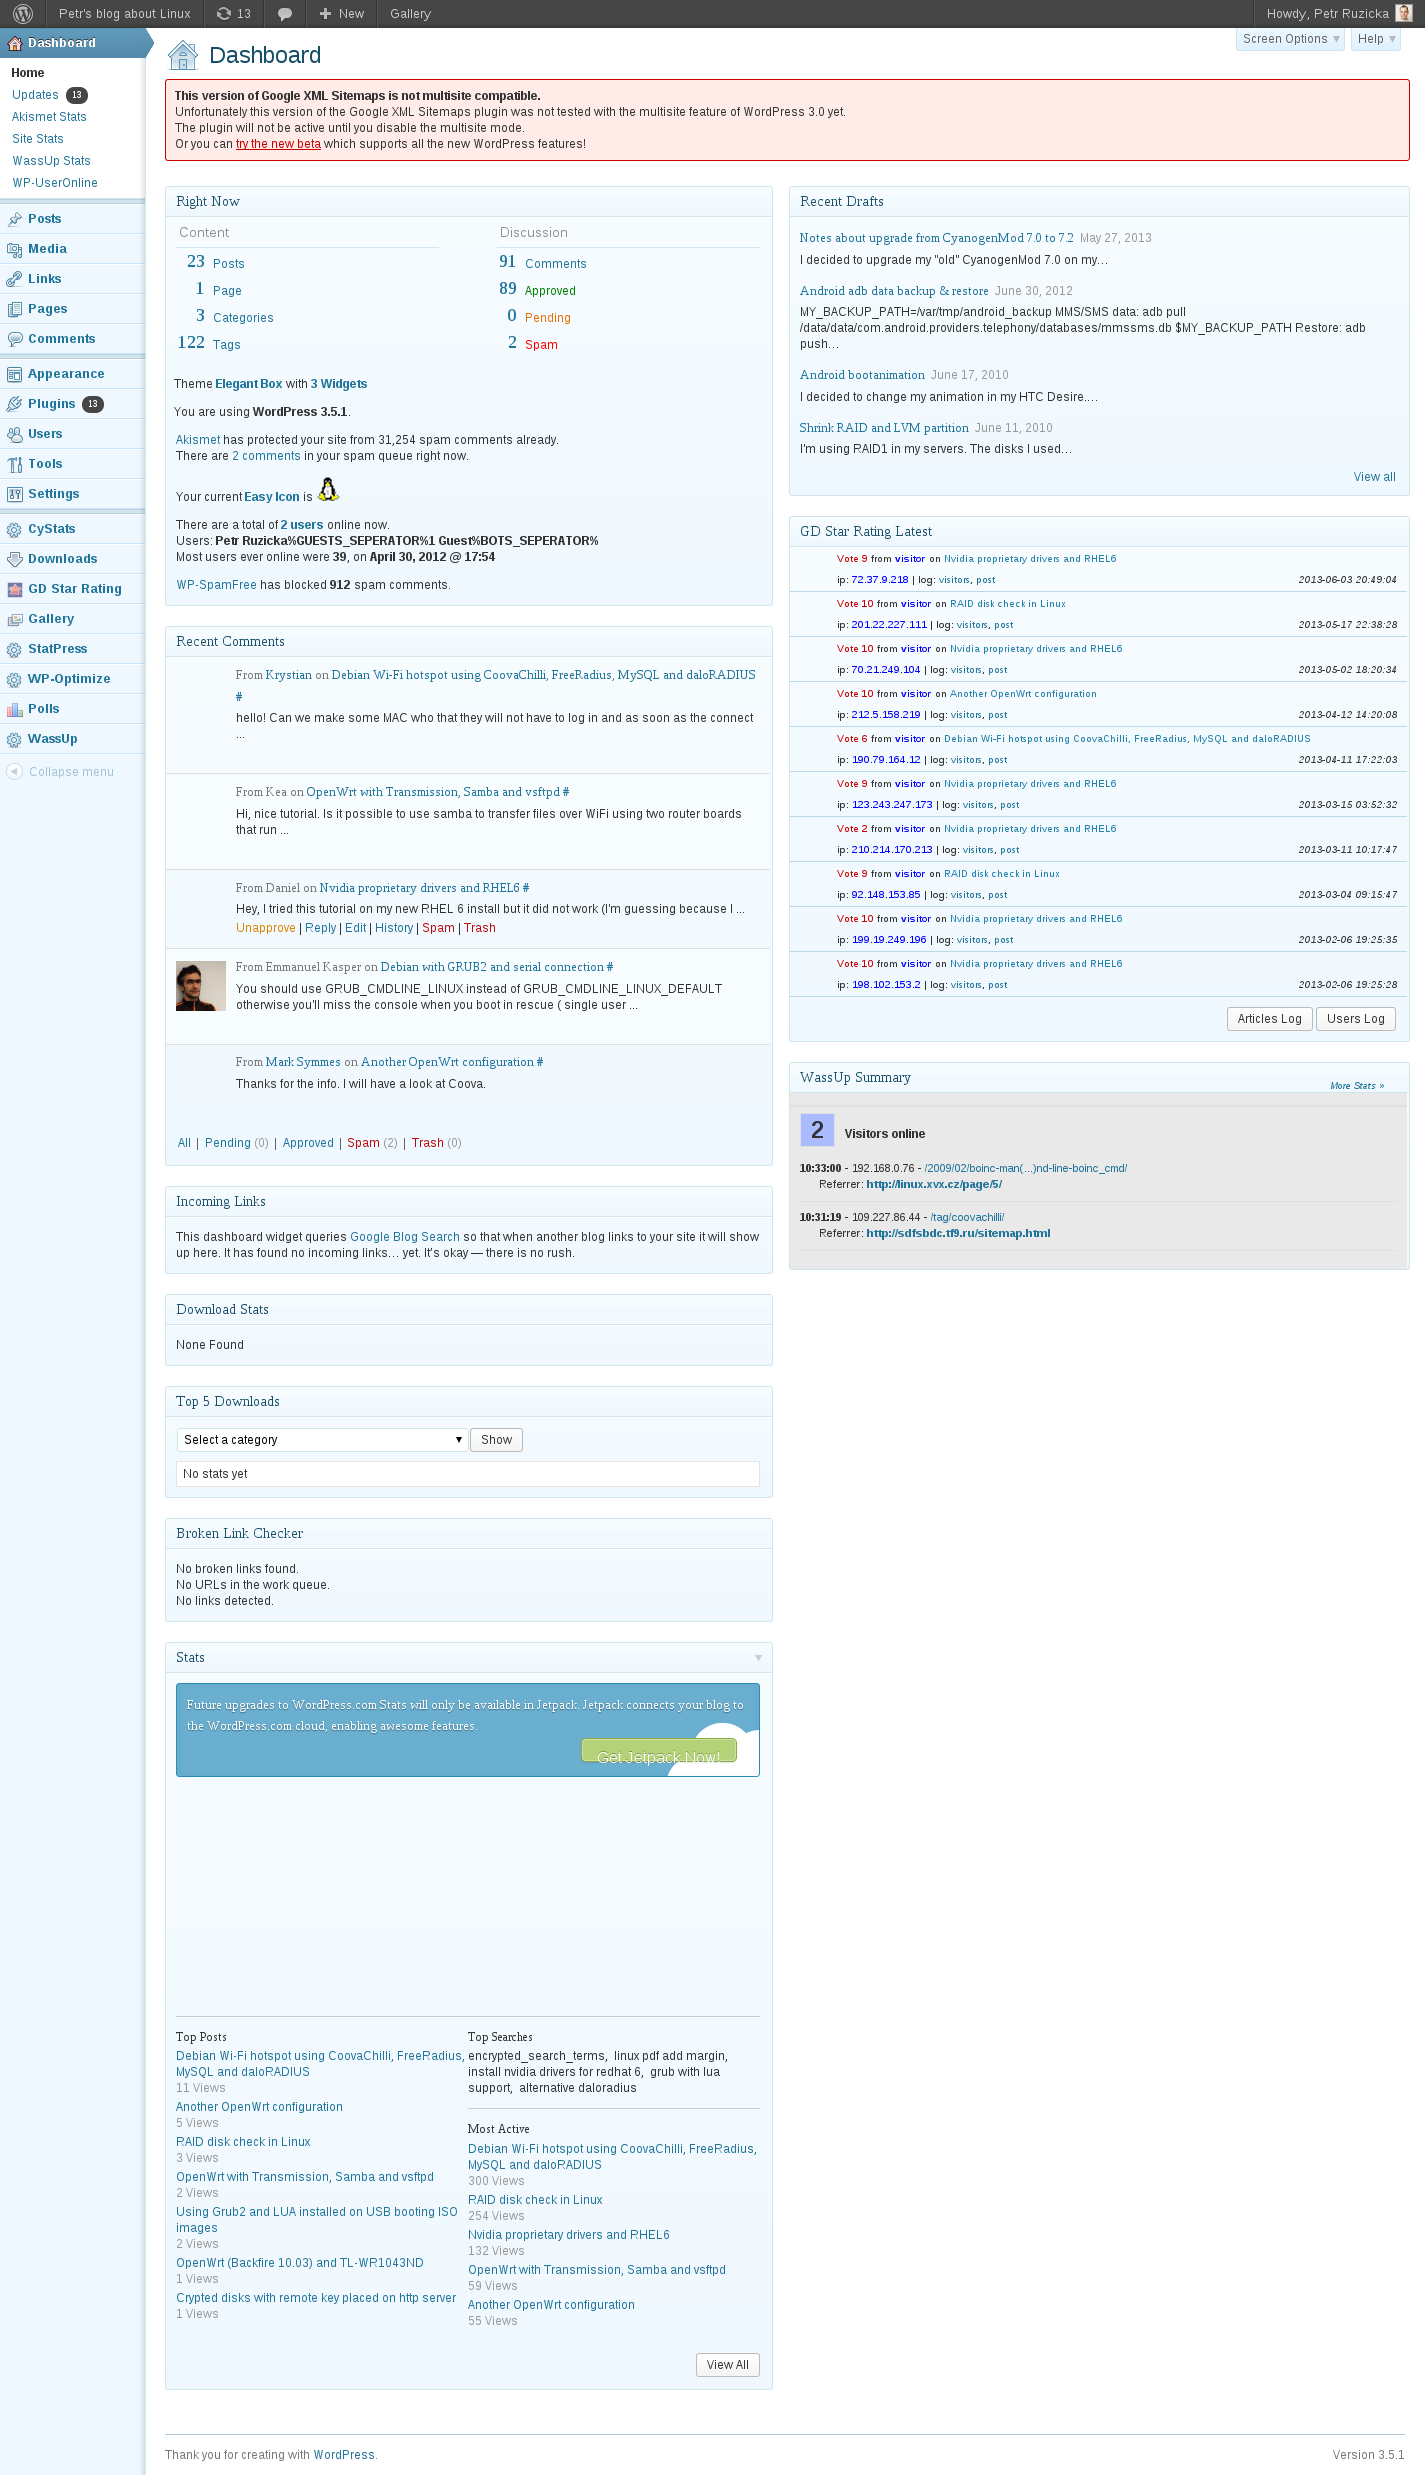 Petr's blog about Linux 13 New Gallery Howdy, Petr Ruzicka
Dashboard
Home
Updates 13
Akismet Stats
Site Stats
WassUp Stats
WP-UserOnline
Posts
Media
Links
Pages
Comments
Appearance
Plugins 13
Users
Tools
Settings
CyStats
Downloads
GD Star Rating
Gallery
StatPress
WP-Optimize
Polls
WassUp
Collapse menu
Screen Options Help
Dashboard
This version of Google XML Sitemaps is not multisite compatible.
Unfortunately this version of the Google XML Sitemaps plugin was not tested with the multisite feature of WordPress 3.0 yet.
The plugin will not be active until you disable the multisite mode.
Or you can try the new beta which supports all the new WordPress features!
Right Now
Content Discussion
23 Posts 91 Comments
1 Page 89 Approved
3 Categories 0 Pending
122 Tags 2 Spam
Theme Elegant Box with 3 Widgets
You are using WordPress 3.5.1.
Akismet has protected your site from 31,254 spam comments already.
There are 2 comments in your spam queue right now.
Your current Easy Icon is
There are a total of 2 users online now.
Users: Petr Ruzicka%GUESTS_SEPERATOR%1 Guest%BOTS_SEPERATOR%
Most users ever online were 39, on April 30, 2012 @ 17:54
WP-SpamFree has blocked 912 spam comments.
Recent Comments
From Krystian on Debian Wi-Fi hotspot using CoovaChilli, FreeRadius, MySQL and daloRADIUS
#
hello! Can we make some MAC who that they will not have to log in and as soon as the connect
...
From Kea on OpenWrt with Transmission, Samba and vsftpd #
Hi, nice tutorial. Is it possible to use samba to transfer files over WiFi using two router boards
that run ...
From Daniel on Nvidia proprietary drivers and RHEL6 #
Hey, I tried this tutorial on my new RHEL 6 install but it did not work (I'm guessing because I ...
Unapprove | Reply | Edit | History | Spam | Trash
From Emmanuel Kasper on Debian with GRUB2 and serial connection #
You should use GRUB_CMDLINE_LINUX instead of GRUB_CMDLINE_LINUX_DEFAULT
otherwise you'll miss the console when you boot in rescue ( single user ...
From Mark Symmes on Another OpenWrt configuration #
Thanks for the info. I will have a look at Coova.
All | Pending (0) | Approved | Spam (2) | Trash (0)
Incoming Links
This dashboard widget queries Google Blog Search so that when another blog links to your site it will show
up here. It has found no incoming links… yet. It's okay — there is no rush.
Download Stats
None Found
Top 5 Downloads
Select a category Show
No stats yet
Broken Link Checker
No broken links found.
No URLs in the work queue.
No links detected.
Stats
Future upgrades to WordPress.com Stats will only be available in Jetpack. Jetpack connects your blog to
the WordPress.com cloud, enabling awesome features.
Get Jetpack Now!
Top Posts
Debian Wi-Fi hotspot using CoovaChilli, FreeRadius,
MySQL and daloRADIUS
11 Views
Another OpenWrt configuration
5 Views
RAID disk check in Linux
3 Views
OpenWrt with Transmission, Samba and vsftpd
2 Views
Using Grub2 and LUA installed on USB booting ISO
images
2 Views
OpenWrt (Backfire 10.03) and TL-WR1043ND
1 Views
Crypted disks with remote key placed on http server
1 Views
Top Searches
encrypted_search_terms, linux pdf add margin,
install nvidia drivers for redhat 6, grub with lua
support, alternative daloradius
Most Active
Debian Wi-Fi hotspot using CoovaChilli, FreeRadius,
MySQL and daloRADIUS
300 Views
RAID disk check in Linux
254 Views
Nvidia proprietary drivers and RHEL6
132 Views
OpenWrt with Transmission, Samba and vsftpd
59 Views
Another OpenWrt configuration
55 Views
View All
Recent Drafts
Notes about upgrade from CyanogenMod 7.0 to 7.2 May 27, 2013
I decided to upgrade my "old" CyanogenMod 7.0 on my…
Android adb data backup & restore June 30, 2012
MY_BACKUP_PATH=/var/tmp/android_backup MMS/SMS data: adb pull
/data/data/com.android.providers.telephony/databases/mmssms.db $MY_BACKUP_PATH Restore: adb
push…
Android bootanimation June 17, 2010
I decided to change my animation in my HTC Desire.…
Shrink RAID and LVM partition June 11, 2010
I'm using RAID1 in my servers. The disks I used…
View all
GD Star Rating Latest
Vote 9 from visitor on Nvidia proprietary drivers and RHEL6
ip: 72.37.9.218 | log: visitors, post 2013-06-03 20:49:04
Vote 10 from visitor on RAID disk check in Linux
ip: 201.22.227.111 | log: visitors, post 2013-05-17 22:38:28
Vote 10 from visitor on Nvidia proprietary drivers and RHEL6
ip: 70.21.249.104 | log: visitors, post 2013-05-02 18:20:34
Vote 10 from visitor on Another OpenWrt configuration
ip: 212.5.158.219 | log: visitors, post 2013-04-12 14:20:08
Vote 6 from visitor on Debian Wi-Fi hotspot using CoovaChilli, FreeRadius, MySQL and daloRADIUS
ip: 190.79.164.12 | log: visitors, post 2013-04-11 17:22:03
Vote 9 from visitor on Nvidia proprietary drivers and RHEL6
ip: 123.243.247.173 | log: visitors, post 2013-03-15 03:52:32
Vote 2 from visitor on Nvidia proprietary drivers and RHEL6
ip: 210.214.170.213 | log: visitors, post 2013-03-11 10:17:47
Vote 9 from visitor on RAID disk check in Linux
ip: 92.148.153.85 | log: visitors, post 2013-03-04 09:15:47
Vote 10 from visitor on Nvidia proprietary drivers and RHEL6
ip: 199.19.249.196 | log: visitors, post 2013-02-06 19:25:35
Vote 10 from visitor on Nvidia proprietary drivers and RHEL6
ip: 198.102.153.2 | log: visitors, post 2013-02-06 19:25:28
Articles Log Users Log
WassUp Summary
More Stats »
2 Visitors online
10:33:00 - 192.168.0.76 - /2009/02/boinc-man(...)nd-line-boinc_cmd/
Referrer: http://linux.xvx.cz/page/5/
10:31:19 - 109.227.86.44 - /tag/coovachilli/
Referrer: http://sdfsbdc.tf9.ru/sitemap.html
Thank you for creating with WordPress. Version 3.5.1